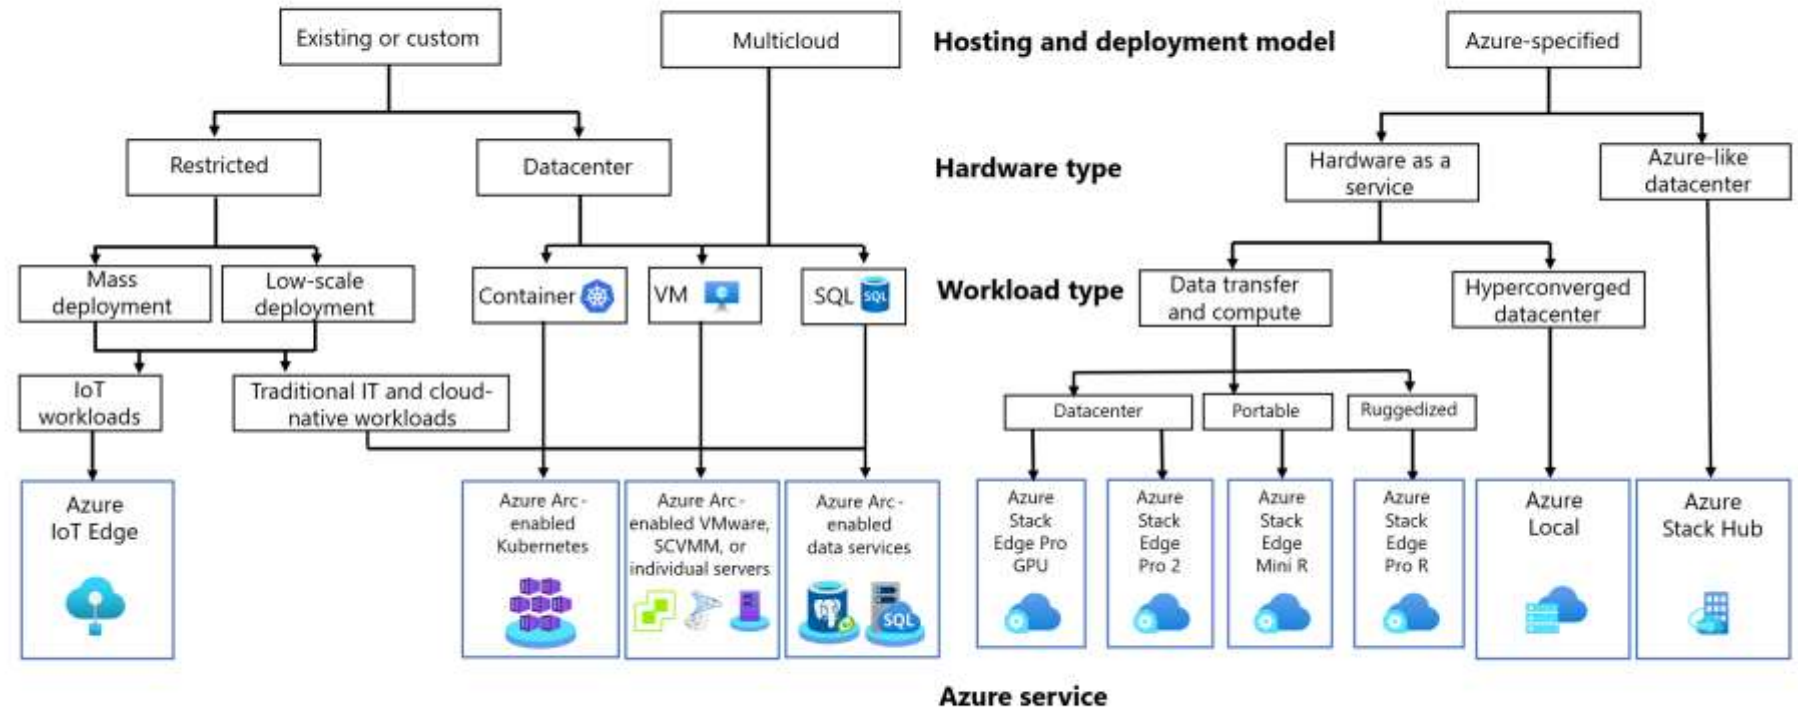 Existing or custom
Multicloud
Hosting and deployment model
Azure-specified
Restricted
Datacenter
Hardware type
Hardware as a
service
Azure-like
datacenter
Mass
deployment
Low-scale
deployment
Container
VM
SQL
SQL
Workload type
Data transfer
and compute
Hyperconverged
datacenter
IoT
workloads
Traditional IT and cloud-
native workloads
Datacenter
Portable
Ruggedized
Azure
IoT Edge
Azure Arc-
enabled
Kubernetes
Azure Arc-
enabled VMware,
SCVMM, or
individual servers
Azure Arc-
enabled
data services
SQL
Azure
Stack
Edge Pro
GPU
Azure
Stack
Edge
Pro 2
Azure
Stack
Edge
Mini R
Azure
Stack
Edge
Pro R
Azure
Local
Azure
Stack Hub
Azure service